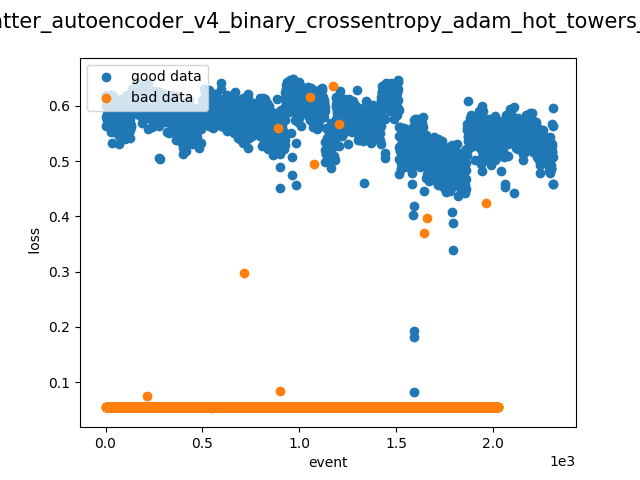 atter_autoencoder_v4_binary_crossentropy_adam_hot_towers_
good data
bad data
loss
0.6
0.5
0.4
0.3
0.2
0.1
0.0
0.5
1.0
1.5
2.0
1e3
event